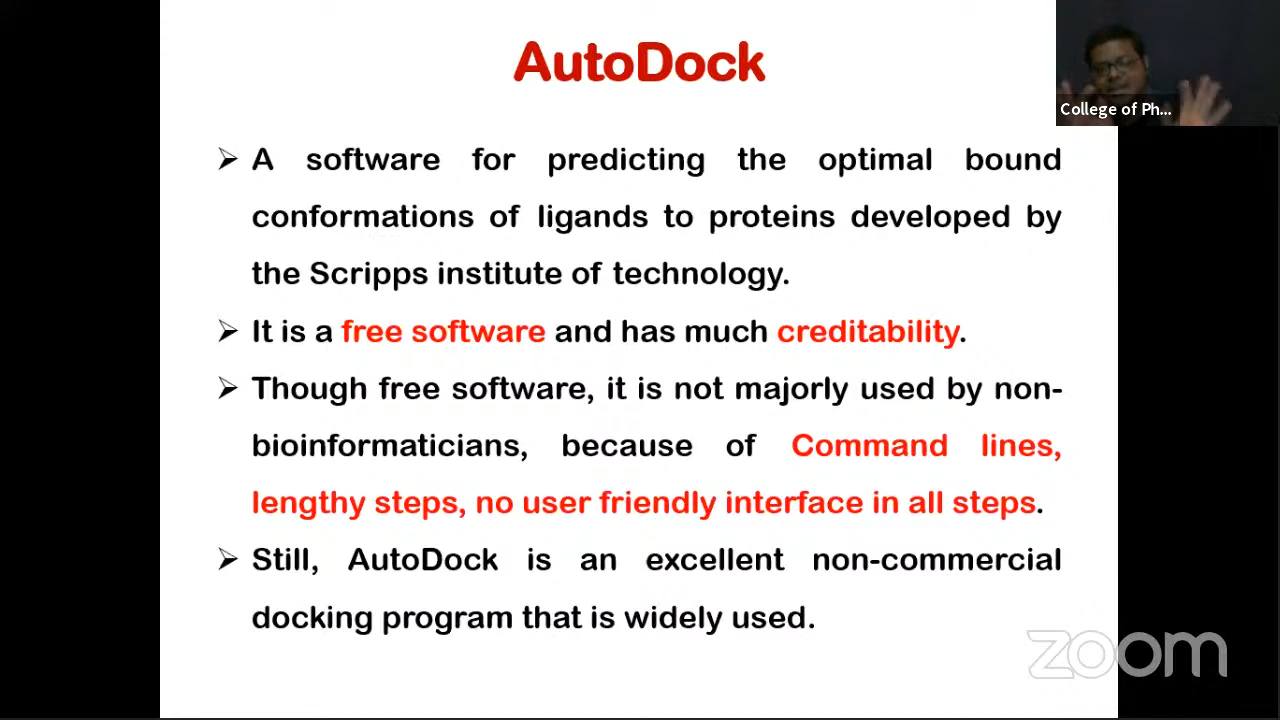 AutoDock
College of Ph...
➢ A software for predicting the optimal bound
conformations of ligands to proteins developed by
the Scripps institute of technology.
➢ It is a free software and has much creditability.
➢ Though free software, it is not majorly used by non-
bioinformaticians, because of Command lines,
lengthy steps, no user friendly interface in all steps.
➢ Still, AutoDock is an excellent non-commercial
docking program that is widely used.
zoom